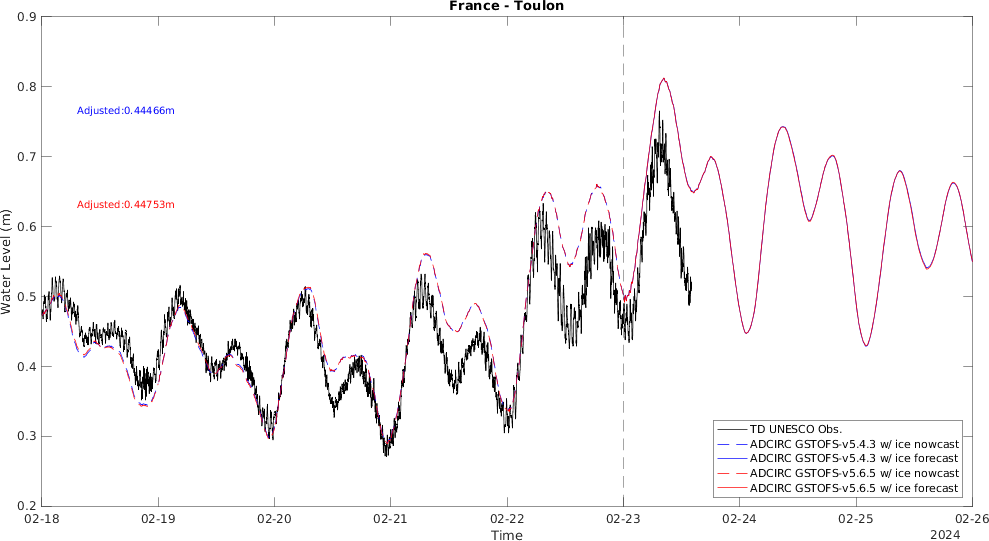 France - Toulon
0.9
0.8
0.7
0.6
0.5
0.4
0.3
0.2
Water Level (m)
Adjusted:0.44466m
Adjusted:0.44753m
TD UNESCO Obs.
ADCIRC GSTOFS-v5.4.3 w/ ice nowcast
ADCIRC GSTOFS-v5.4.3 w/ ice forecast
ADCIRC GSTOFS-v5.6.5 w/ ice nowcast
ADCIRC GSTOFS-v5.6.5 w/ ice forecast
02-18 02-19 02-20 02-21 02-22 02-23 02-24 02-25 02-26
Time
2024